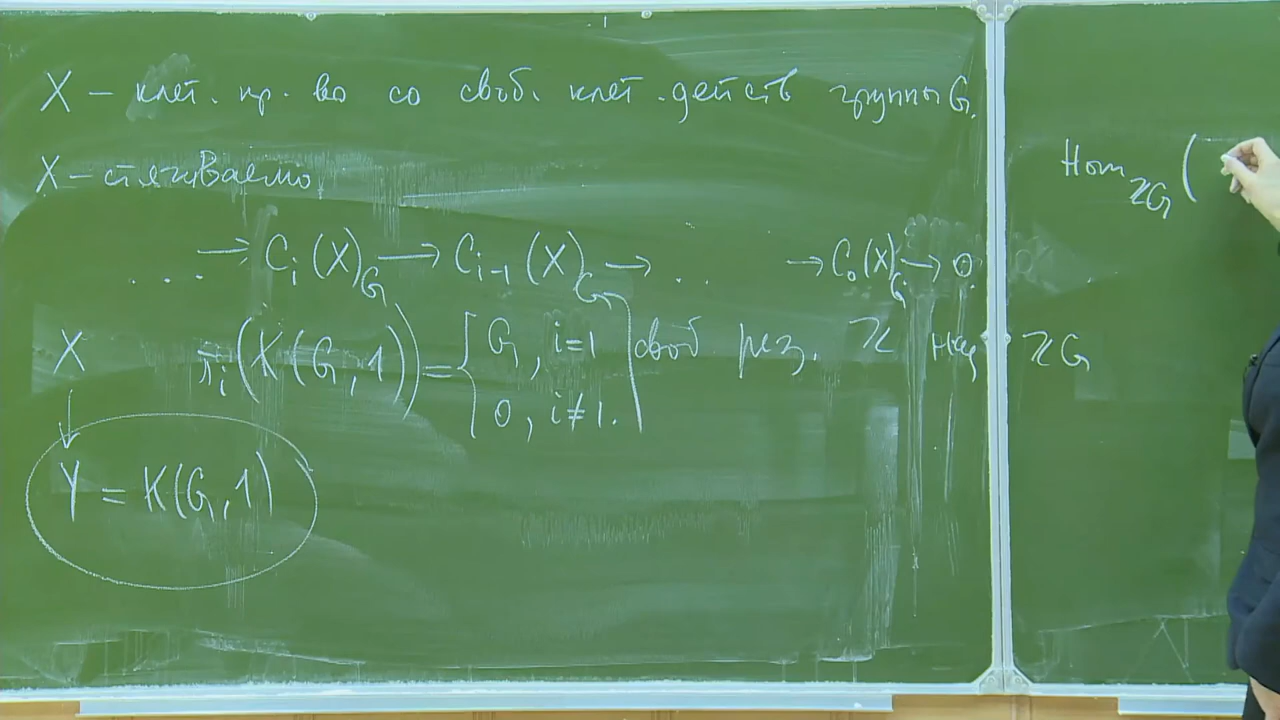 X – клет. пр. во со своб. клет. действ группы G.
X – стягиваемо
... → C_i(X)_G → C_{i-1}(X)_G → ... → C_0(X)_G → 0
X π_i(K(G,1)) = { G, i=1 свой рез. ℤ над ℤG
↓ 0, i≠1.
Y = K(G,1)
Hom_{ℤG}(